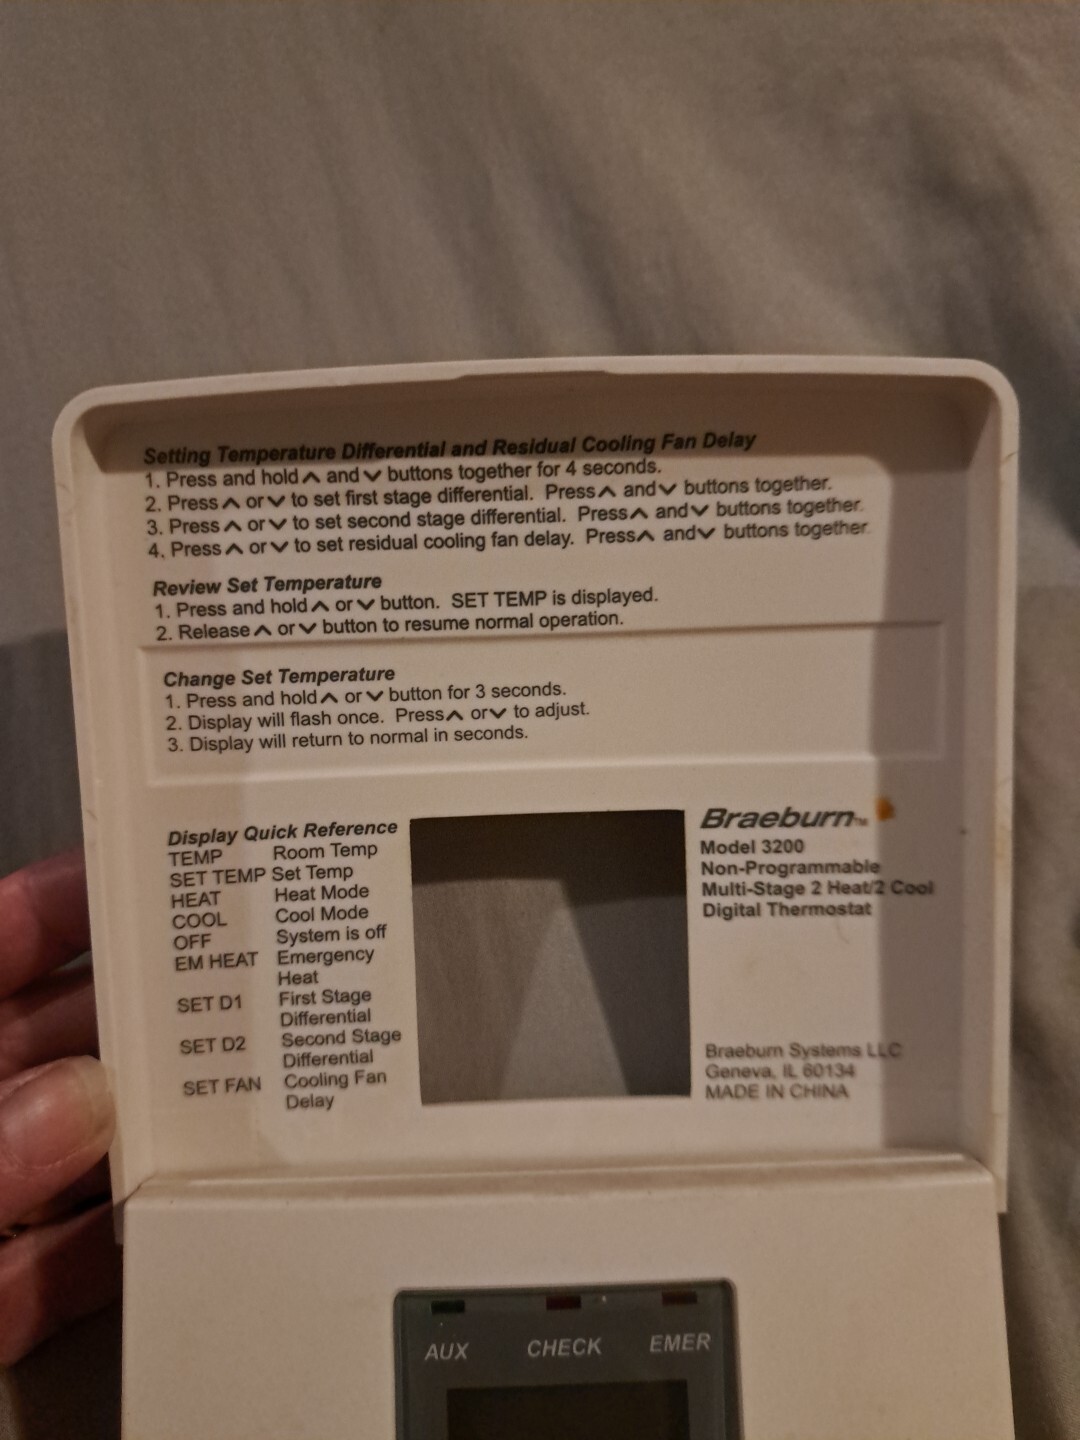 Setting Temperature Differential and Residual Cooling Fan Delay
1. Press and hold ∧ and ∨ buttons together for 4 seconds.
2. Press ∧ or ∨ to set first stage differential. Press ∧ and ∨ buttons together.
3. Press ∧ or ∨ to set second stage differential. Press ∧ and ∨ buttons together.
4. Press ∧ or ∨ to set residual cooling fan delay. Press ∧ and ∨ buttons together.
Review Set Temperature
1. Press and hold ∧ or ∨ button. SET TEMP is displayed.
2. Release ∧ or ∨ button to resume normal operation.
Change Set Temperature
1. Press and hold ∧ or ∨ button for 3 seconds.
2. Display will flash once. Press ∧ or ∨ to adjust.
3. Display will return to normal in seconds.
Display Quick Reference
TEMP Room Temp
SET TEMP Set Temp
HEAT Heat Mode
COOL Cool Mode
OFF System is off
EM HEAT Emergency
Heat
SET D1 First Stage
Differential
SET D2 Second Stage
Differential
SET FAN Cooling Fan
Delay
Braeburn™
Model 3200
Non-Programmable
Multi-Stage 2 Heat/2 Cool
Digital Thermostat
Braeburn Systems LLC
Geneva, IL 60134
MADE IN CHINA
AUX CHECK EMER